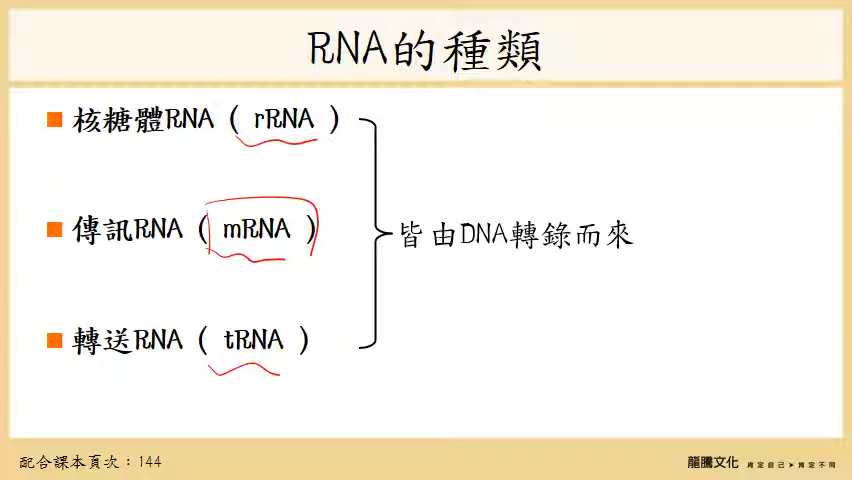 RNA的種類
核糖體RNA ( rRNA )
傳訊RNA ( mRNA )
皆由DNA轉錄而來
轉送RNA ( tRNA )
配合課本頁次：144
龍騰文化 肯定自己➤肯定不同